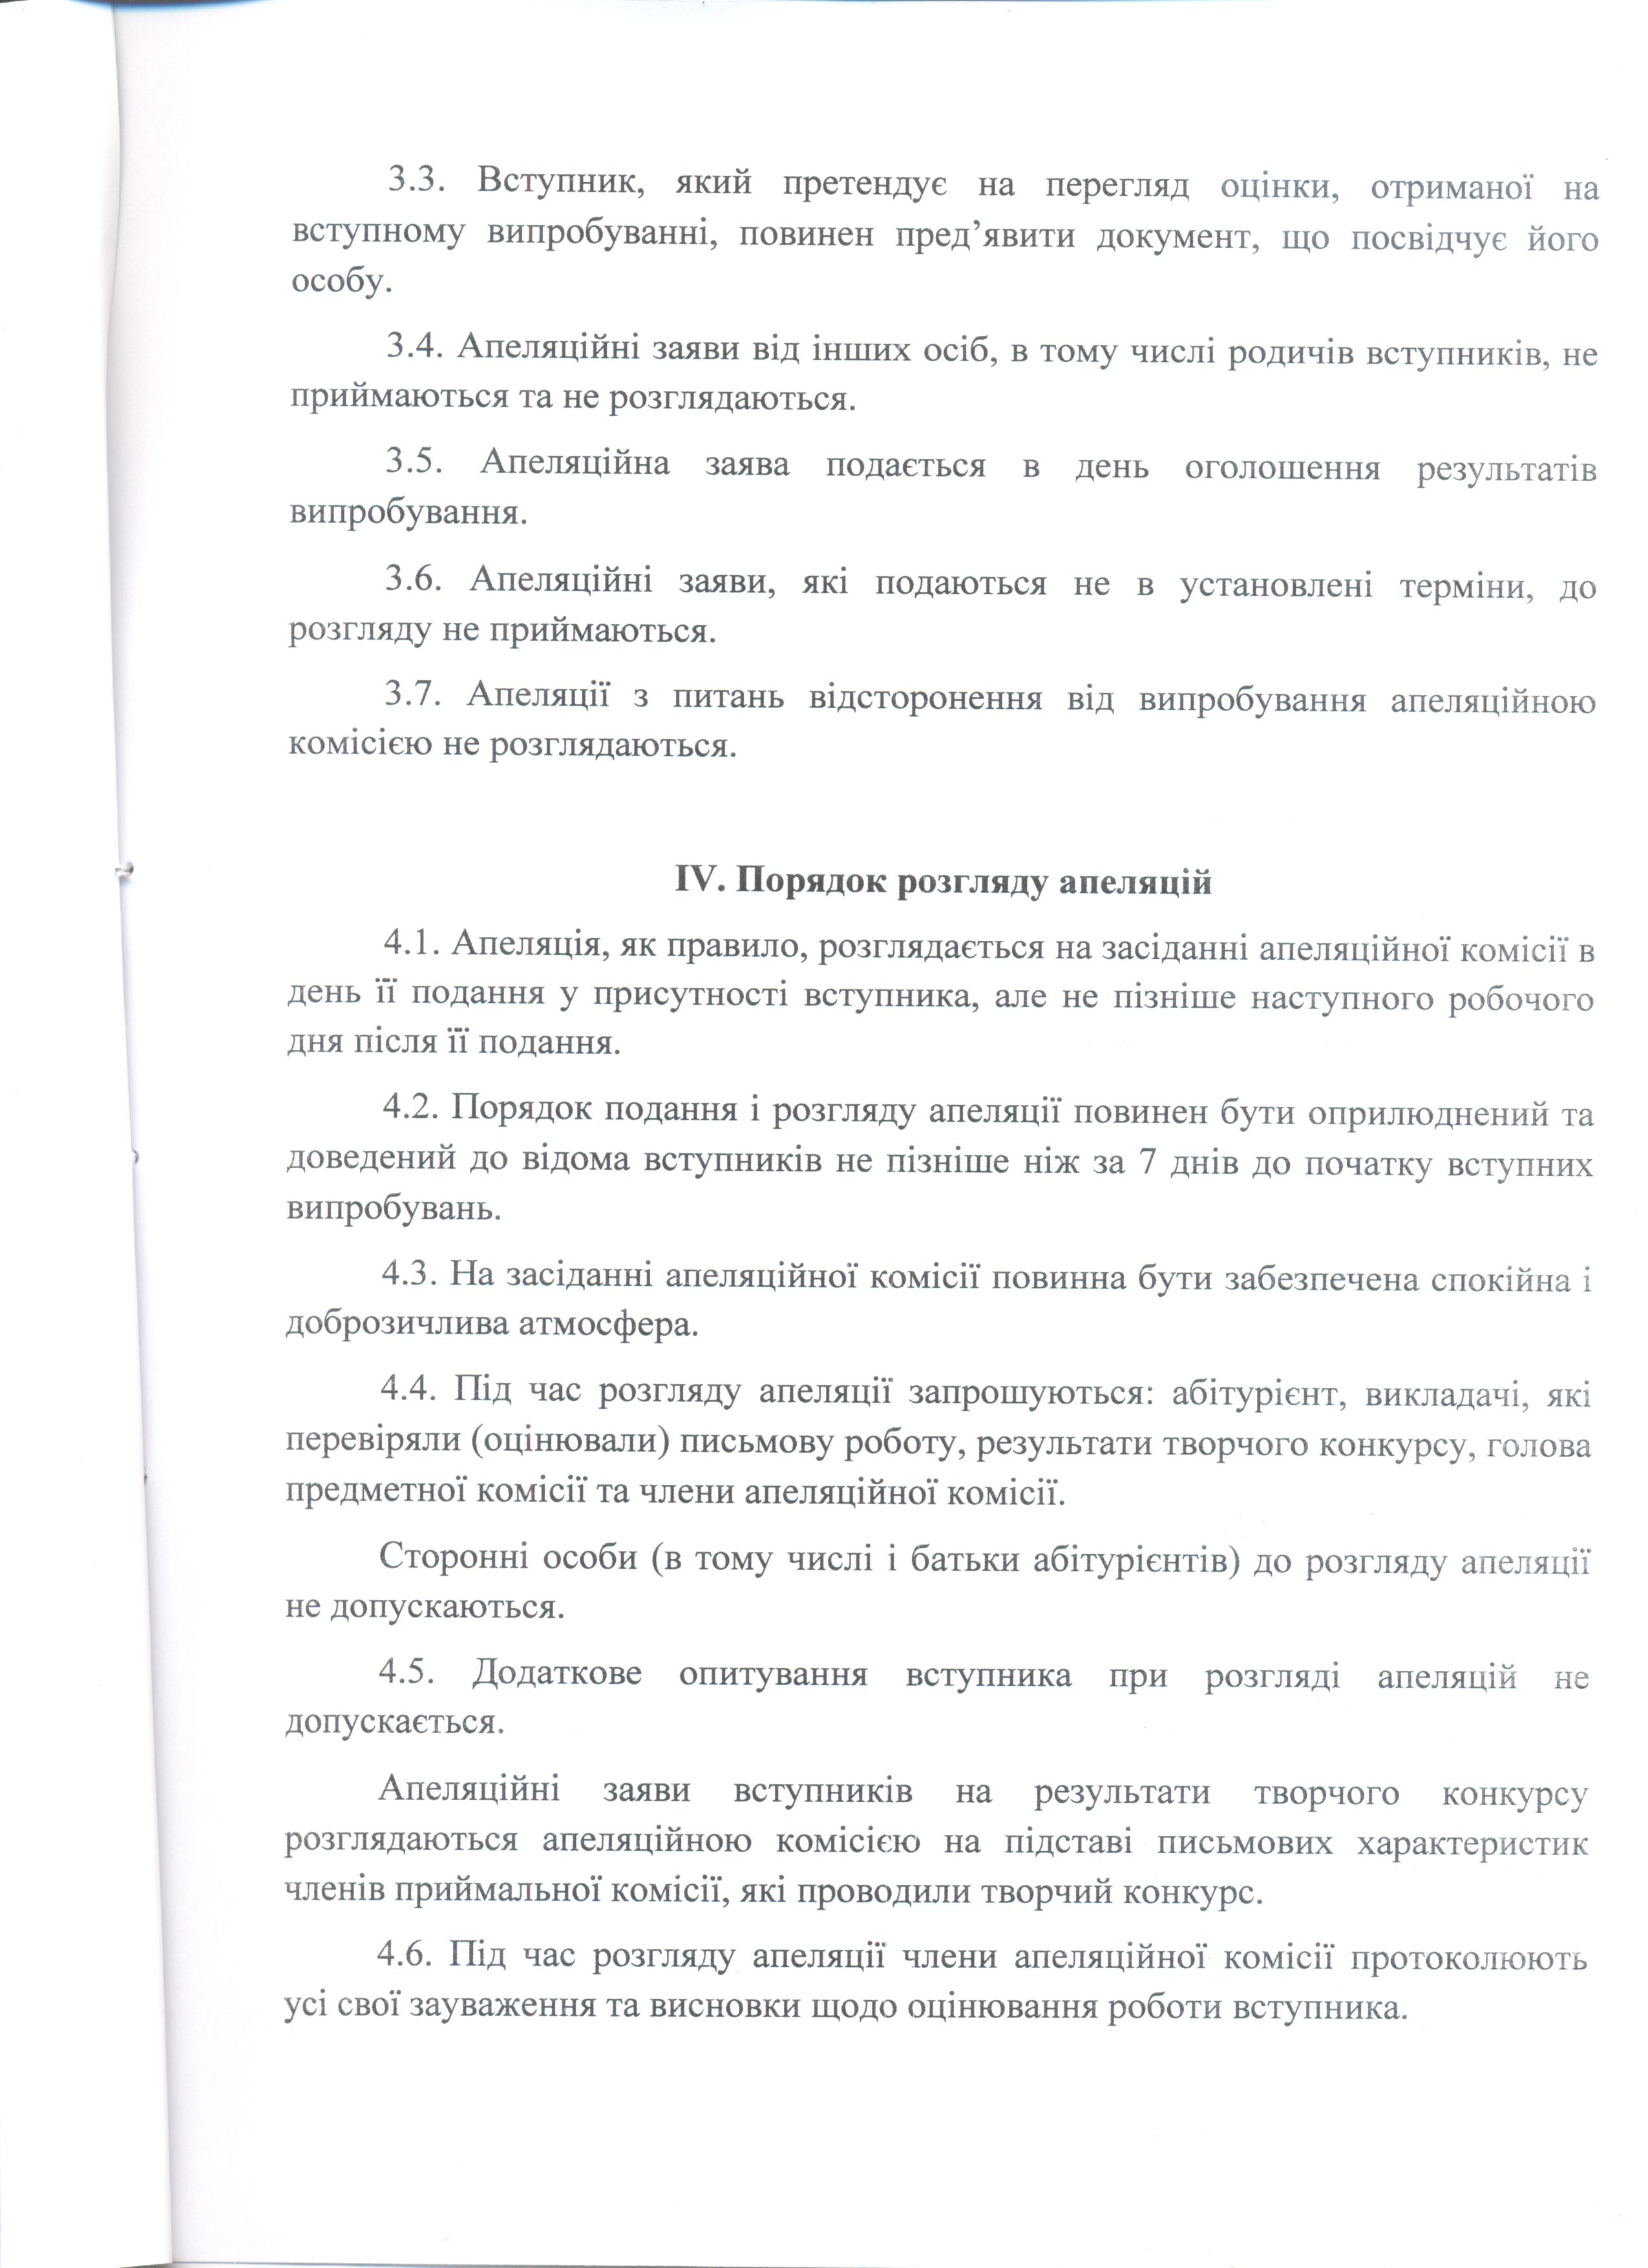 3.3. Вступник, який претендує на перегляд оцінки, отриманої на
вступному випробуванні, повинен пред’явити документ, що посвідчує його
особу.
3.4. Апеляційні заяви від інших осіб, в тому числі родичів вступників, не
приймаються та не розглядаються.
3.5. Апеляційна заява подається в день оголошення результатів
випробування.
3.6. Апеляційні заяви, які подаються не в установлені терміни, до
розгляду не приймаються.
3.7. Апеляції з питань відсторонення від випробування апеляційною
комісією не розглядаються.
IV. Порядок розгляду апеляцій
4.1. Апеляція, як правило, розглядається на засіданні апеляційної комісії в
день її подання у присутності вступника, але не пізніше наступного робочого
дня після її подання.
4.2. Порядок подання і розгляду апеляції повинен бути оприлюднений та
доведений до відома вступників не пізніше ніж за 7 днів до початку вступних
випробувань.
4.3. На засіданні апеляційної комісії повинна бути забезпечена спокійна і
доброзичлива атмосфера.
4.4. Під час розгляду апеляції запрошуються: абітурієнт, викладачі, які
перевіряли (оцінювали) письмову роботу, результати творчого конкурсу, голова
предметної комісії та члени апеляційної комісії.
Сторонні особи (в тому числі і батьки абітурієнтів) до розгляду апеляції
не допускаються.
4.5. Додаткове опитування вступника при розгляді апеляцій не
допускається.
Апеляційні заяви вступників на результати творчого конкурсу
розглядаються апеляційною комісією на підставі письмових характеристик
членів приймальної комісії, які проводили творчий конкурс.
4.6. Під час розгляду апеляції члени апеляційної комісії протоколюють
усі свої зауваження та висновки щодо оцінювання роботи вступника.